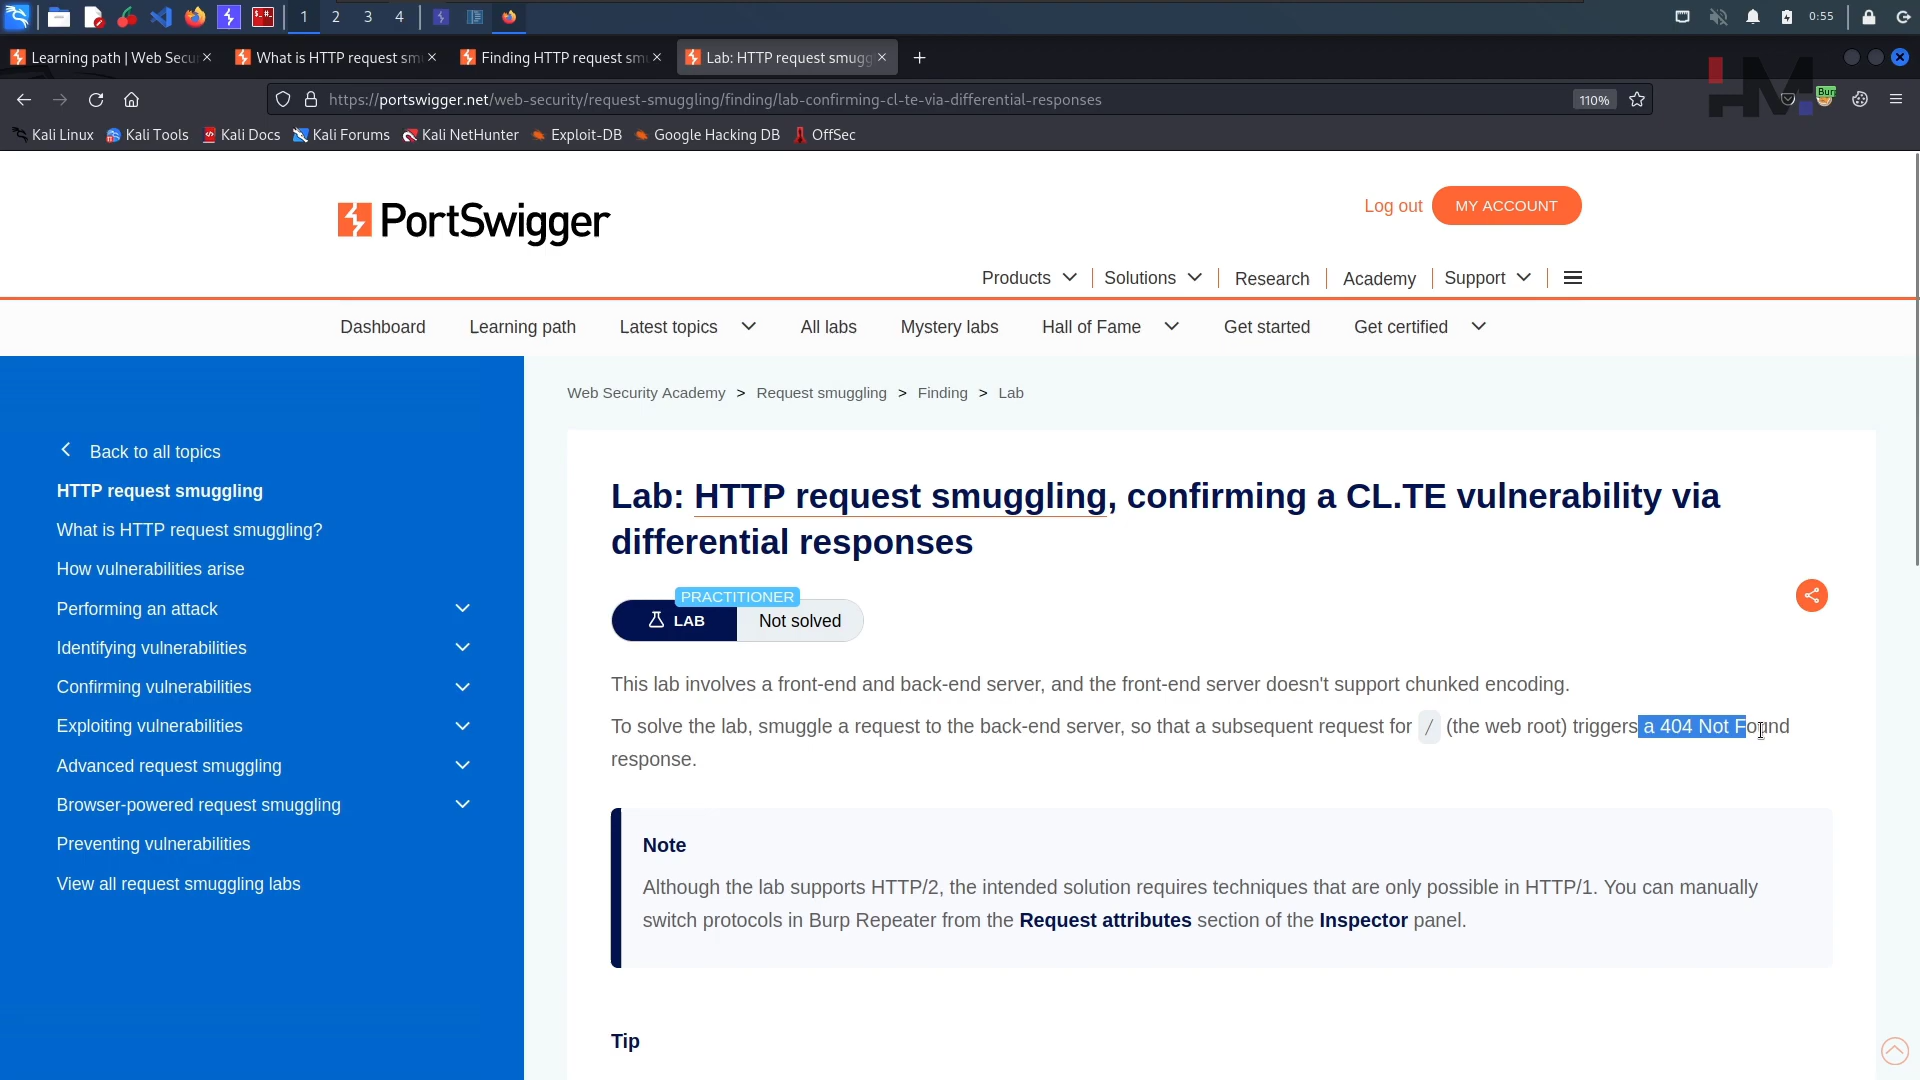 1 2 3 4 0:55
Learning path | Web Secu What is HTTP request sm Finding HTTP request sm Lab: HTTP request smugg
https://portswigger.net/web-security/request-smuggling/finding/lab-confirming-cl-te-via-differential-responses 110%
Kali Linux Kali Tools Kali Docs Kali Forums Kali NetHunter Exploit-DB Google Hacking DB OffSec
PortSwigger
Log out MY ACCOUNT
Products Solutions Research Academy Support
Dashboard Learning path Latest topics All labs Mystery labs Hall of Fame Get started Get certified
Back to all topics
HTTP request smuggling
What is HTTP request smuggling?
How vulnerabilities arise
Performing an attack
Identifying vulnerabilities
Confirming vulnerabilities
Exploiting vulnerabilities
Advanced request smuggling
Browser-powered request smuggling
Preventing vulnerabilities
View all request smuggling labs
Web Security Academy > Request smuggling > Finding > Lab
Lab: HTTP request smuggling, confirming a CL.TE vulnerability via
differential responses
PRACTITIONER
LAB Not solved
This lab involves a front-end and back-end server, and the front-end server doesn't support chunked encoding.
To solve the lab, smuggle a request to the back-end server, so that a subsequent request for / (the web root) triggers a 404 Not Found
response.
Note
Although the lab supports HTTP/2, the intended solution requires techniques that are only possible in HTTP/1. You can manually
switch protocols in Burp Repeater from the Request attributes section of the Inspector panel.
Tip